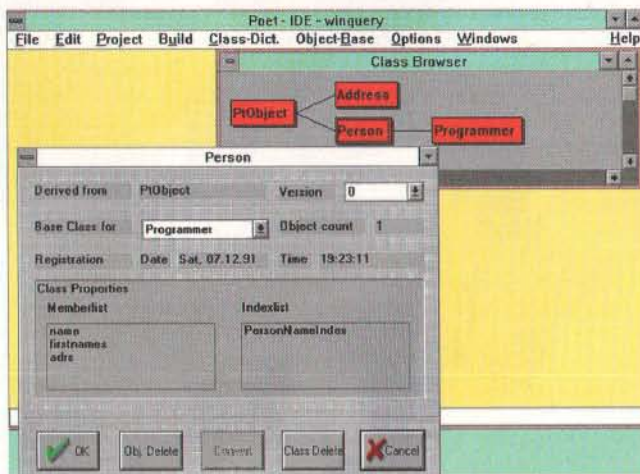 Poet - IDE - winquery
File Edit Project Build Class-Dict. Object-Base Options Windows Help
Class Browser
PtObject
Address
Person
Programmer
Person
Derived from PtObject Version 0
Base Class for Programmer Object count 1
Registration Date Sat, 07.12.91 Time 19:23:11
Class Properties
Memberlist Indexlist
name PersonNameIndex
firstnames
adrs
OK Obj. Delete Convert Class Delete Cancel